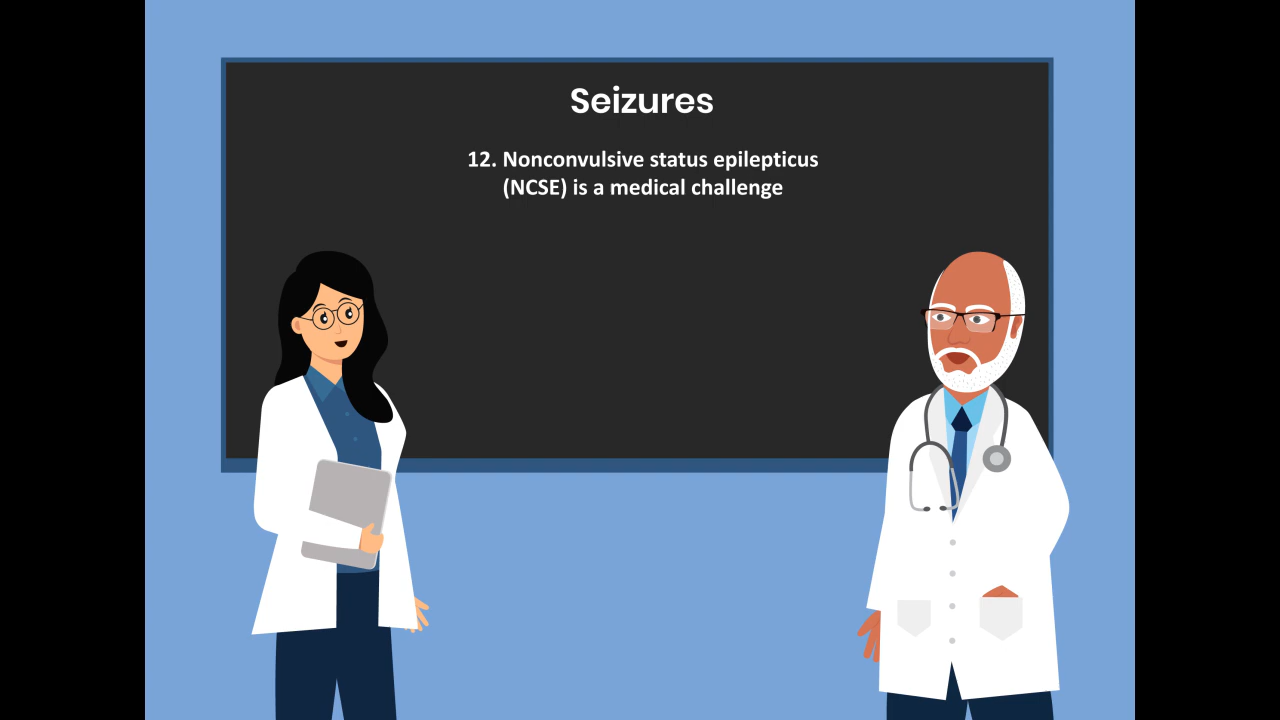 Seizures
12. Nonconvulsive status epilepticus
(NCSE) is a medical challenge